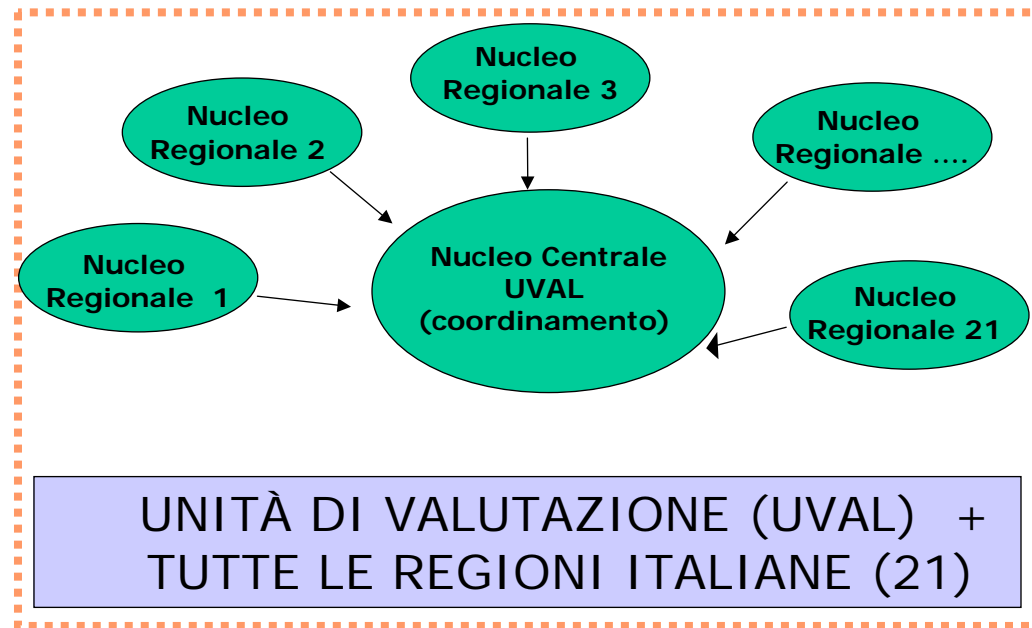 Nucleo
Regionale 3
Nucleo
Regionale 2
Nucleo
Regionale ....
Nucleo
Regionale 1
Nucleo Centrale
UVAL
(coordinamento)
Nucleo
Regionale 21
UNITÀ DI VALUTAZIONE (UVAL) +
TUTTE LE REGIONI ITALIANE (21)